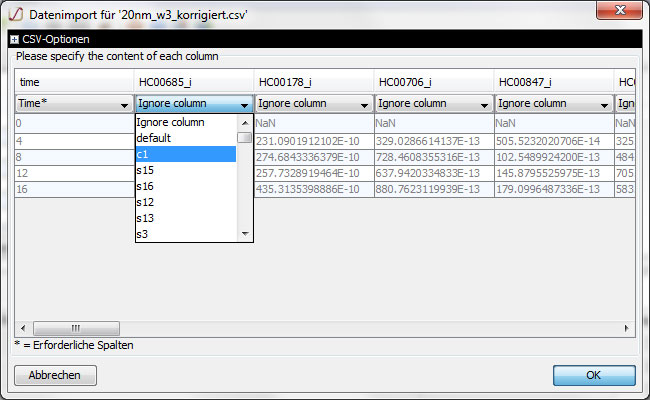 Datenimport für '20nm_w3_korrigiert.csv'
CSV-Optionen
Please specify the content of each column
time HC00685_i HC00178_i HC00706_i HC00847_i
Time* Ignore column Ignore column Ignore column Ignore column
0 Ignore column NaN NaN NaN NaN
default
4 231.0901912102E-10 329.0286614137E-13 505.5232020706E-14 325
8 c1 274.6843336379E-10 728.4608355316E-13 102.5489924200E-13 484
12 s15 257.7328919464E-10 637.9420334833E-13 145.8795525975E-13 705
16 s16 435.3135398886E-10 880.7623119939E-13 179.0996487336E-13 583
s12
s13
s3
* = Erforderliche Spalten
Abbrechen OK